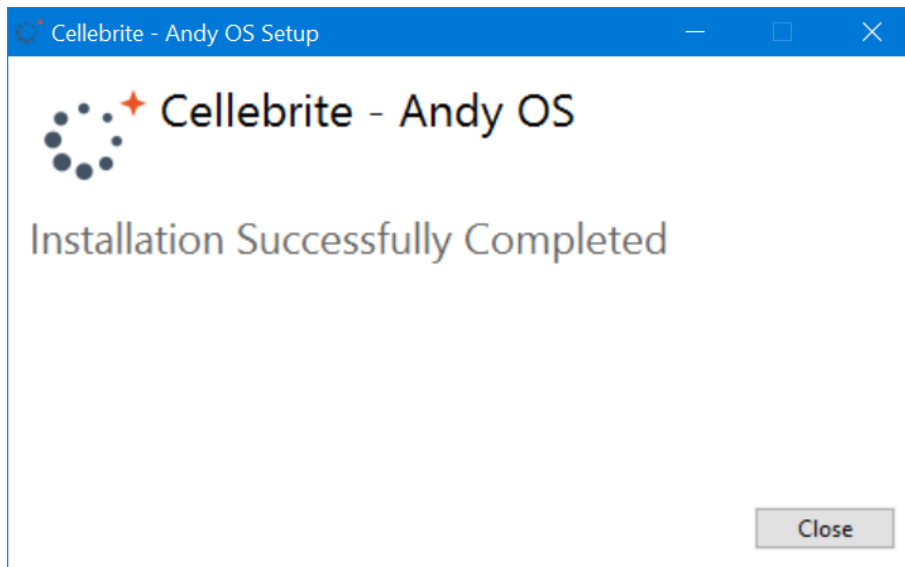 Cellebrite - Andy OS Setup
Cellebrite - Andy OS
Installation Successfully Completed
Close